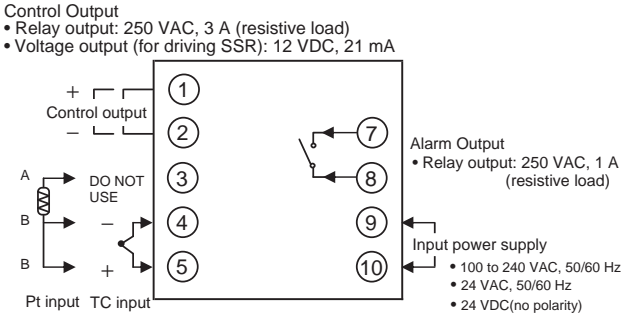 Control Output
• Relay output: 250 VAC, 3 A (resistive load)
• Voltage output (for driving SSR): 12 VDC, 21 mA
+
Control output
−
1
2
3
4
5
7
8
9
10
A
B
B
DO NOT
USE
−
+
Pt input
TC input
Alarm Output
• Relay output: 250 VAC, 1 A
(resistive load)
Input power supply
• 100 to 240 VAC, 50/60 Hz
• 24 VAC, 50/60 Hz
• 24 VDC(no polarity)